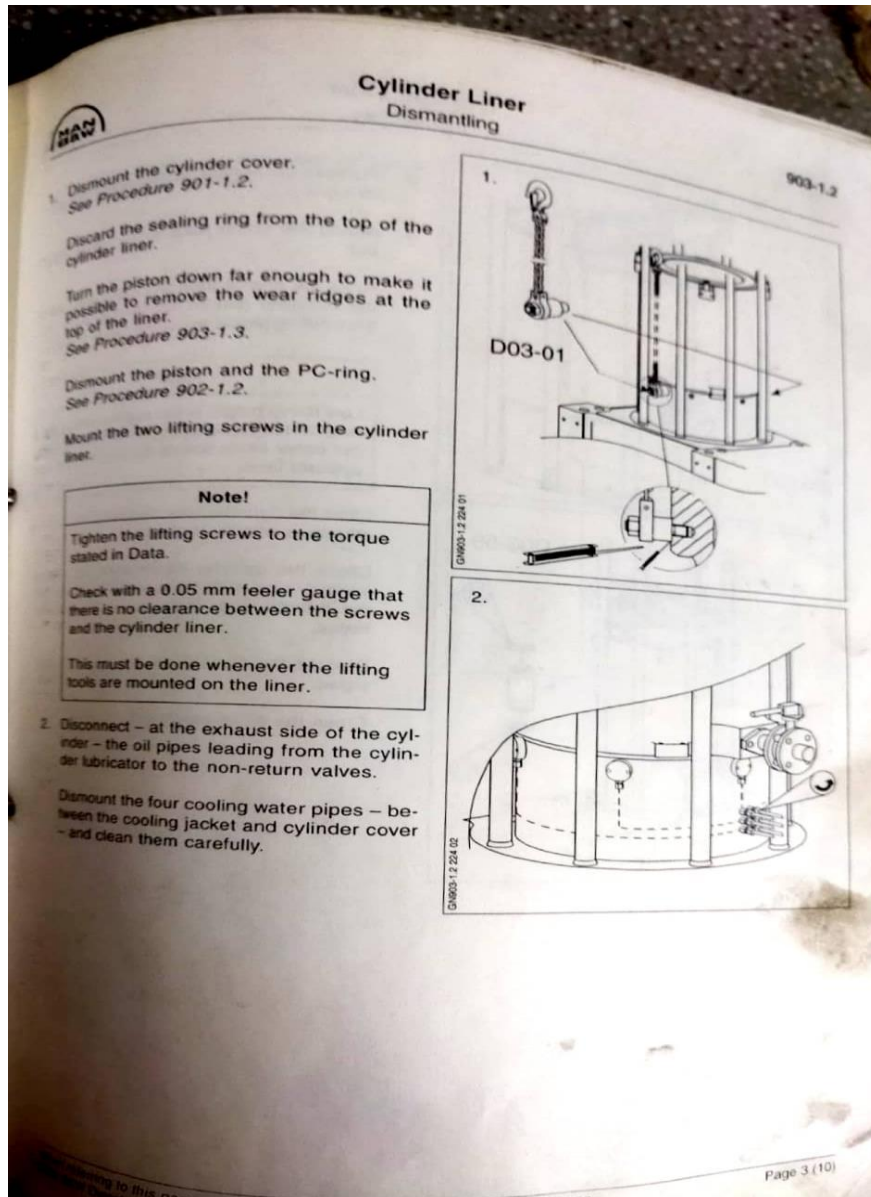 Cylinder Liner
Dismantling
MAN
B&W
903-1.2
1. Dismount the cylinder cover.
See Procedure 901-1.2.
Discard the sealing ring from the top of the
cylinder liner.
Turn the piston down far enough to make it
possible to remove the wear ridges at the
top of the liner.
See Procedure 903-1.3.
Dismount the piston and the PC-ring.
See Procedure 902-1.2.
Mount the two lifting screws in the cylinder
liner.
Note!
Tighten the lifting screws to the torque
stated in Data.
Check with a 0.05 mm feeler gauge that
there is no clearance between the screws
and the cylinder liner.
This must be done whenever the lifting
tools are mounted on the liner.
2. Disconnect – at the exhaust side of the cyl-
inder – the oil pipes leading from the cylin-
der lubricator to the non-return valves.
Dismount the four cooling water pipes – be-
tween the cooling jacket and cylinder cover
– and clean them carefully.
1.
D03-01
GN903-1.2 224 01
2.
GN903-1.2 224 02
referring to this
Page 3 (10)